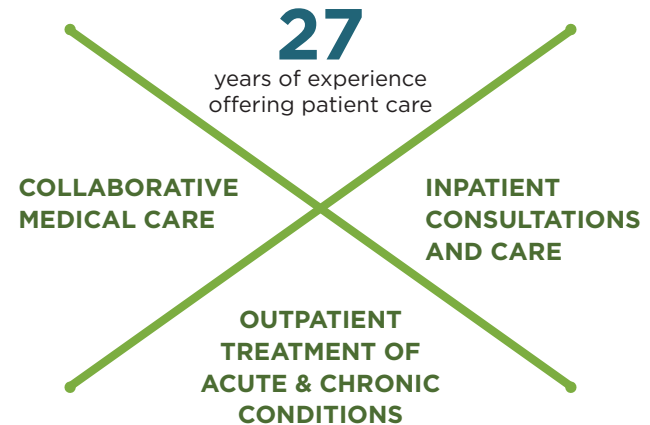 27
years of experience
offering patient care
COLLABORATIVE
MEDICAL CARE
INPATIENT
CONSULTATIONS
AND CARE
OUTPATIENT
TREATMENT OF
ACUTE & CHRONIC
CONDITIONS